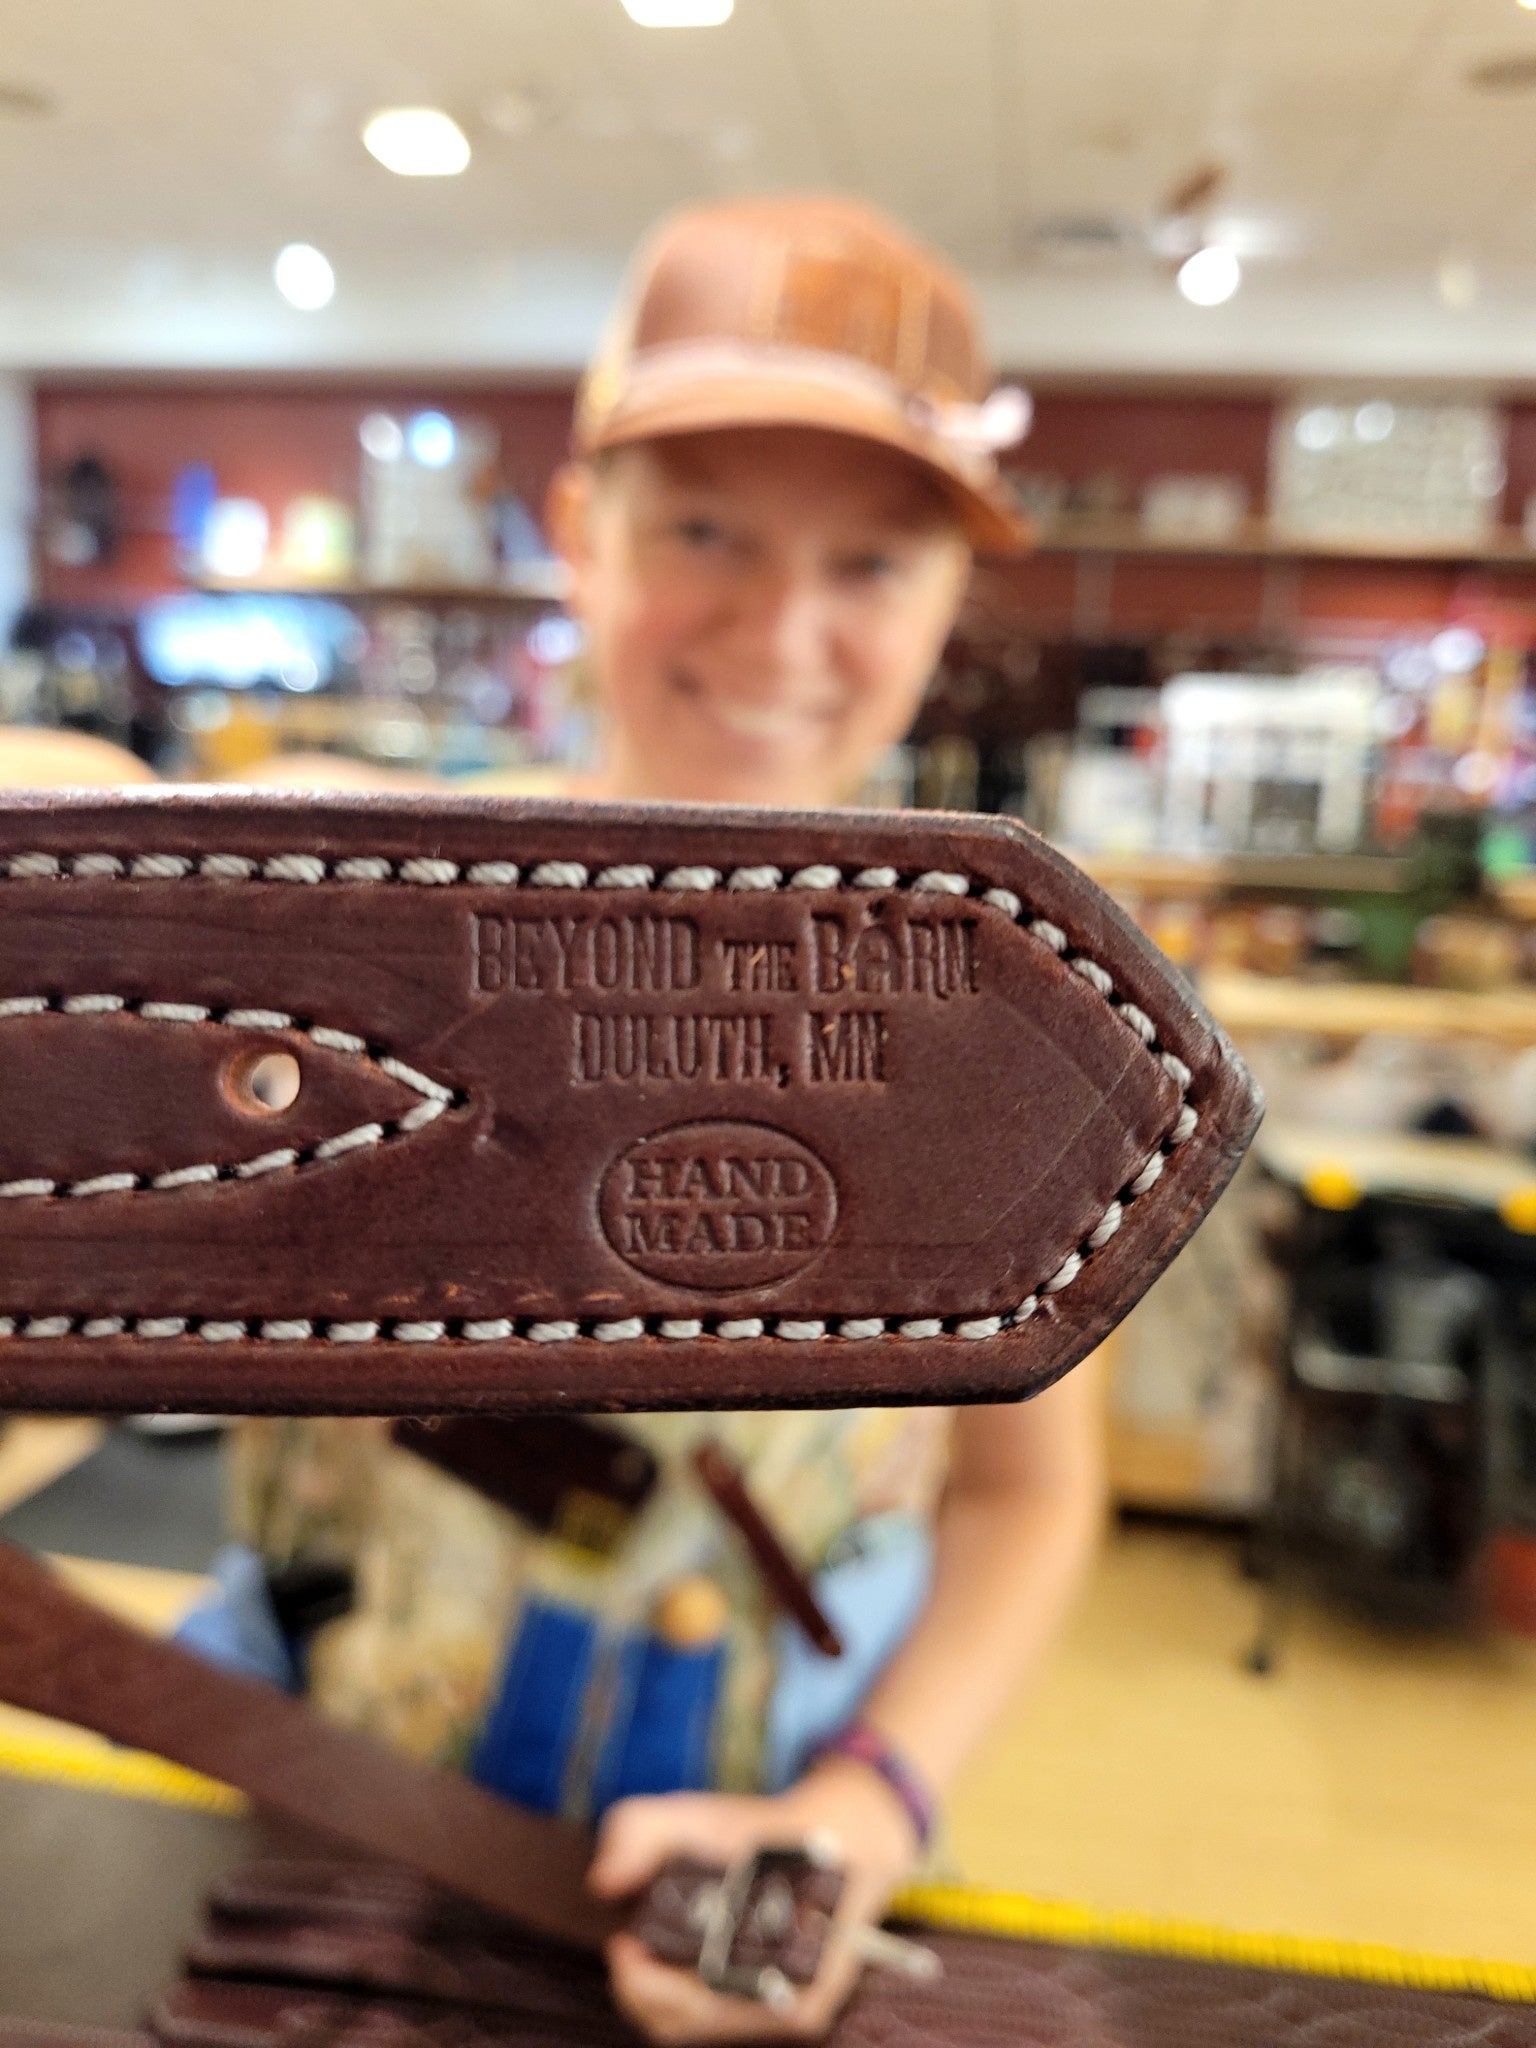 BEYOND THE BARN
DULUTH, MN
HAND
MADE